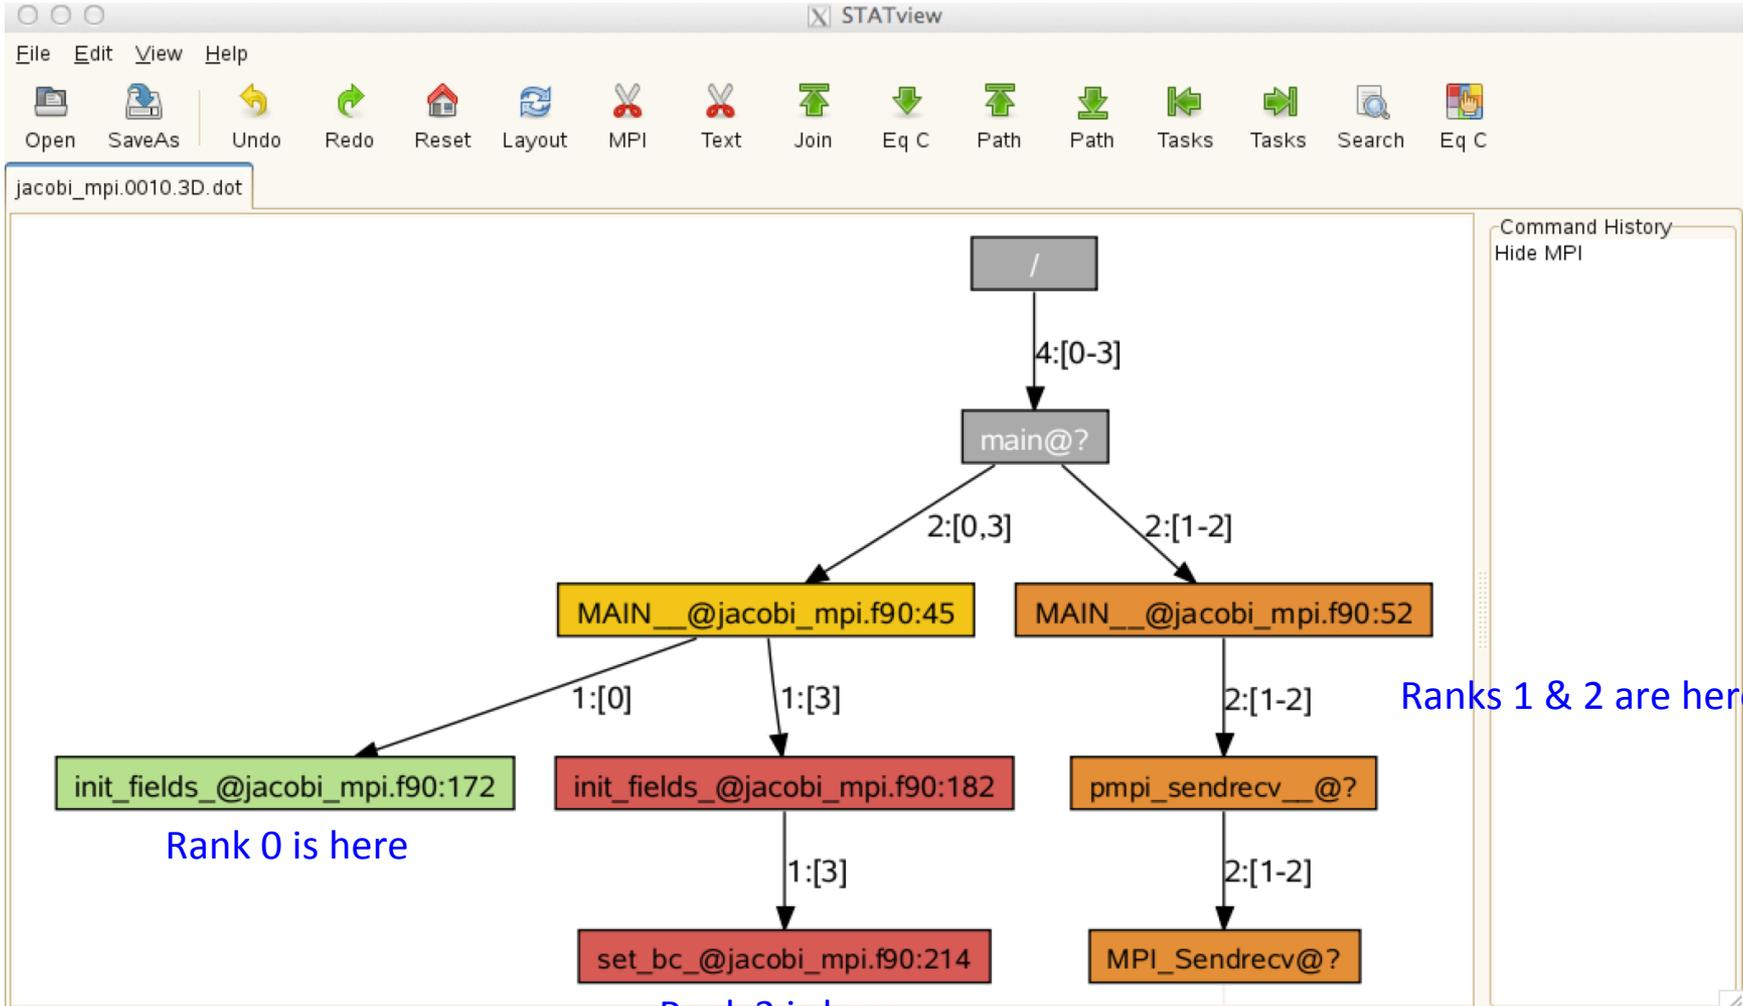 STATview
File Edit View Help
Open SaveAs Undo Redo Reset Layout MPI Text Join Eq C Path Path Tasks Tasks Search Eq C
jacobi_mpi.0010.3D.dot
Command History
Hide MPI
/
4:[0-3]
main@?
2:[0,3] 2:[1-2]
MAIN__@jacobi_mpi.f90:45 MAIN__@jacobi_mpi.f90:52
1:[0] 1:[3] 2:[1-2] Ranks 1 & 2 are her
init_fields_@jacobi_mpi.f90:172 init_fields_@jacobi_mpi.f90:182 pmpi_sendrecv__@?
Rank 0 is here
1:[3] 2:[1-2]
set_bc_@jacobi_mpi.f90:214 MPI_Sendrecv@?